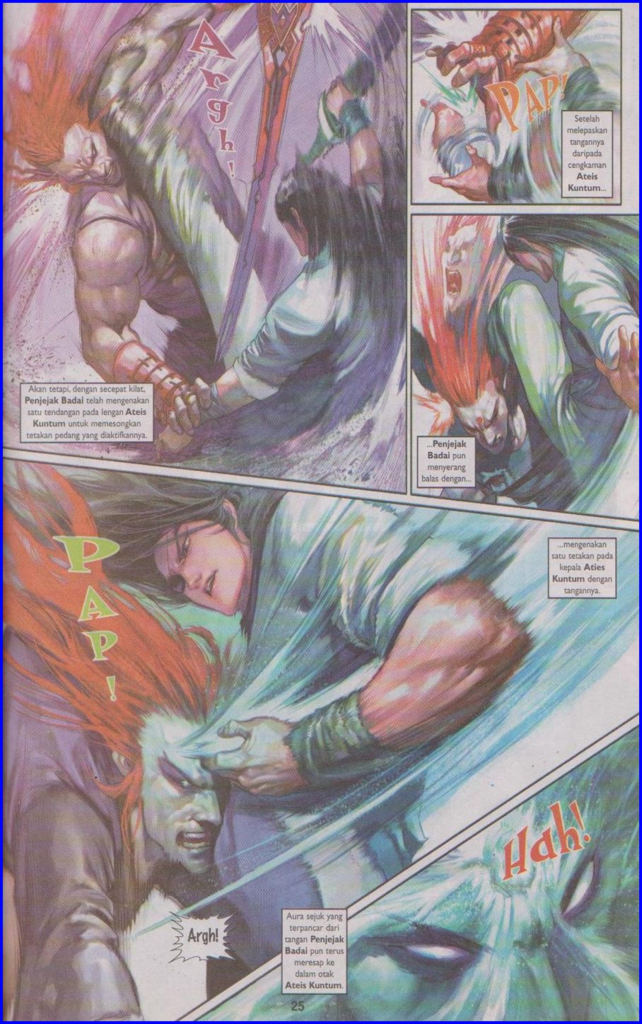 Argh!
Akan tetapi, dengan secepat kilat,
Penjejak Badai telah mengenakan
satu tendangan pada lengan Ateis
Kuntum untuk memesongkan
tetakan pedang yang diaktifkannya.
PAP!
Setelah
melepaskan
tangannya
daripada
cengkaman
Ateis
Kuntum...
...Penjejak
Badai pun
menyerang
balas dengan...
PAP!
...mengenakan
satu tetakan pada
kepala Aties
Kuntum dengan
tangannya.
Argh!
Hah!
Aura sejuk yang
terpancar dari
tangan Penjejak
Badai pun terus
meresap ke
dalam otak
Ateis Kuntum.
25